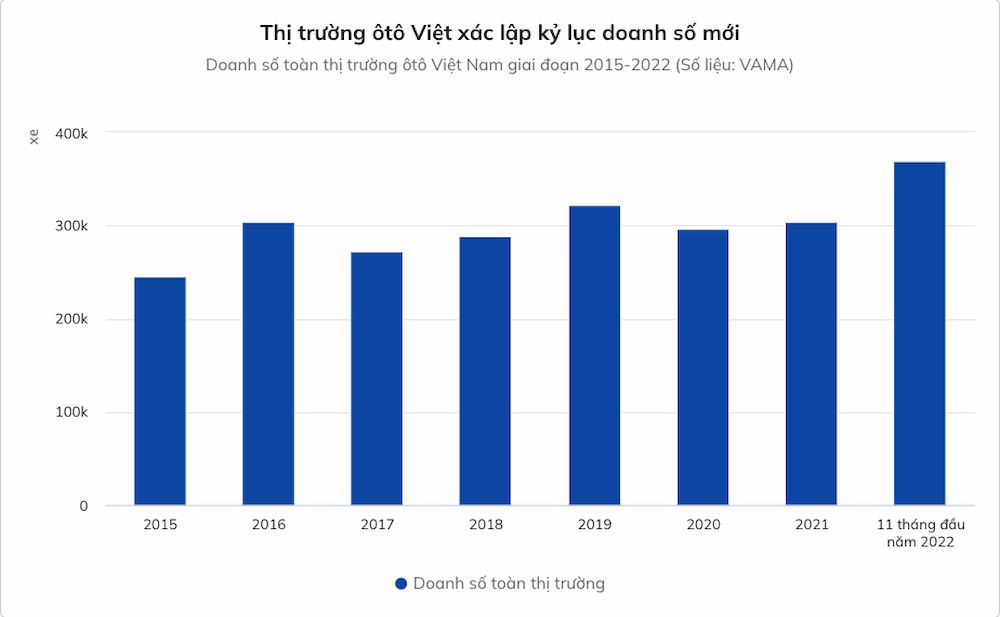 Thị trường ôtô Việt xác lập kỷ lục doanh số mới
Doanh số toàn thị trường ôtô Việt Nam giai đoạn 2015-2022 (Số liệu: VAMA)
xe
400k
300k
200k
100k
0
2015 2016 2017 2018 2019 2020 2021 11 tháng đầu
năm 2022
Doanh số toàn thị trường